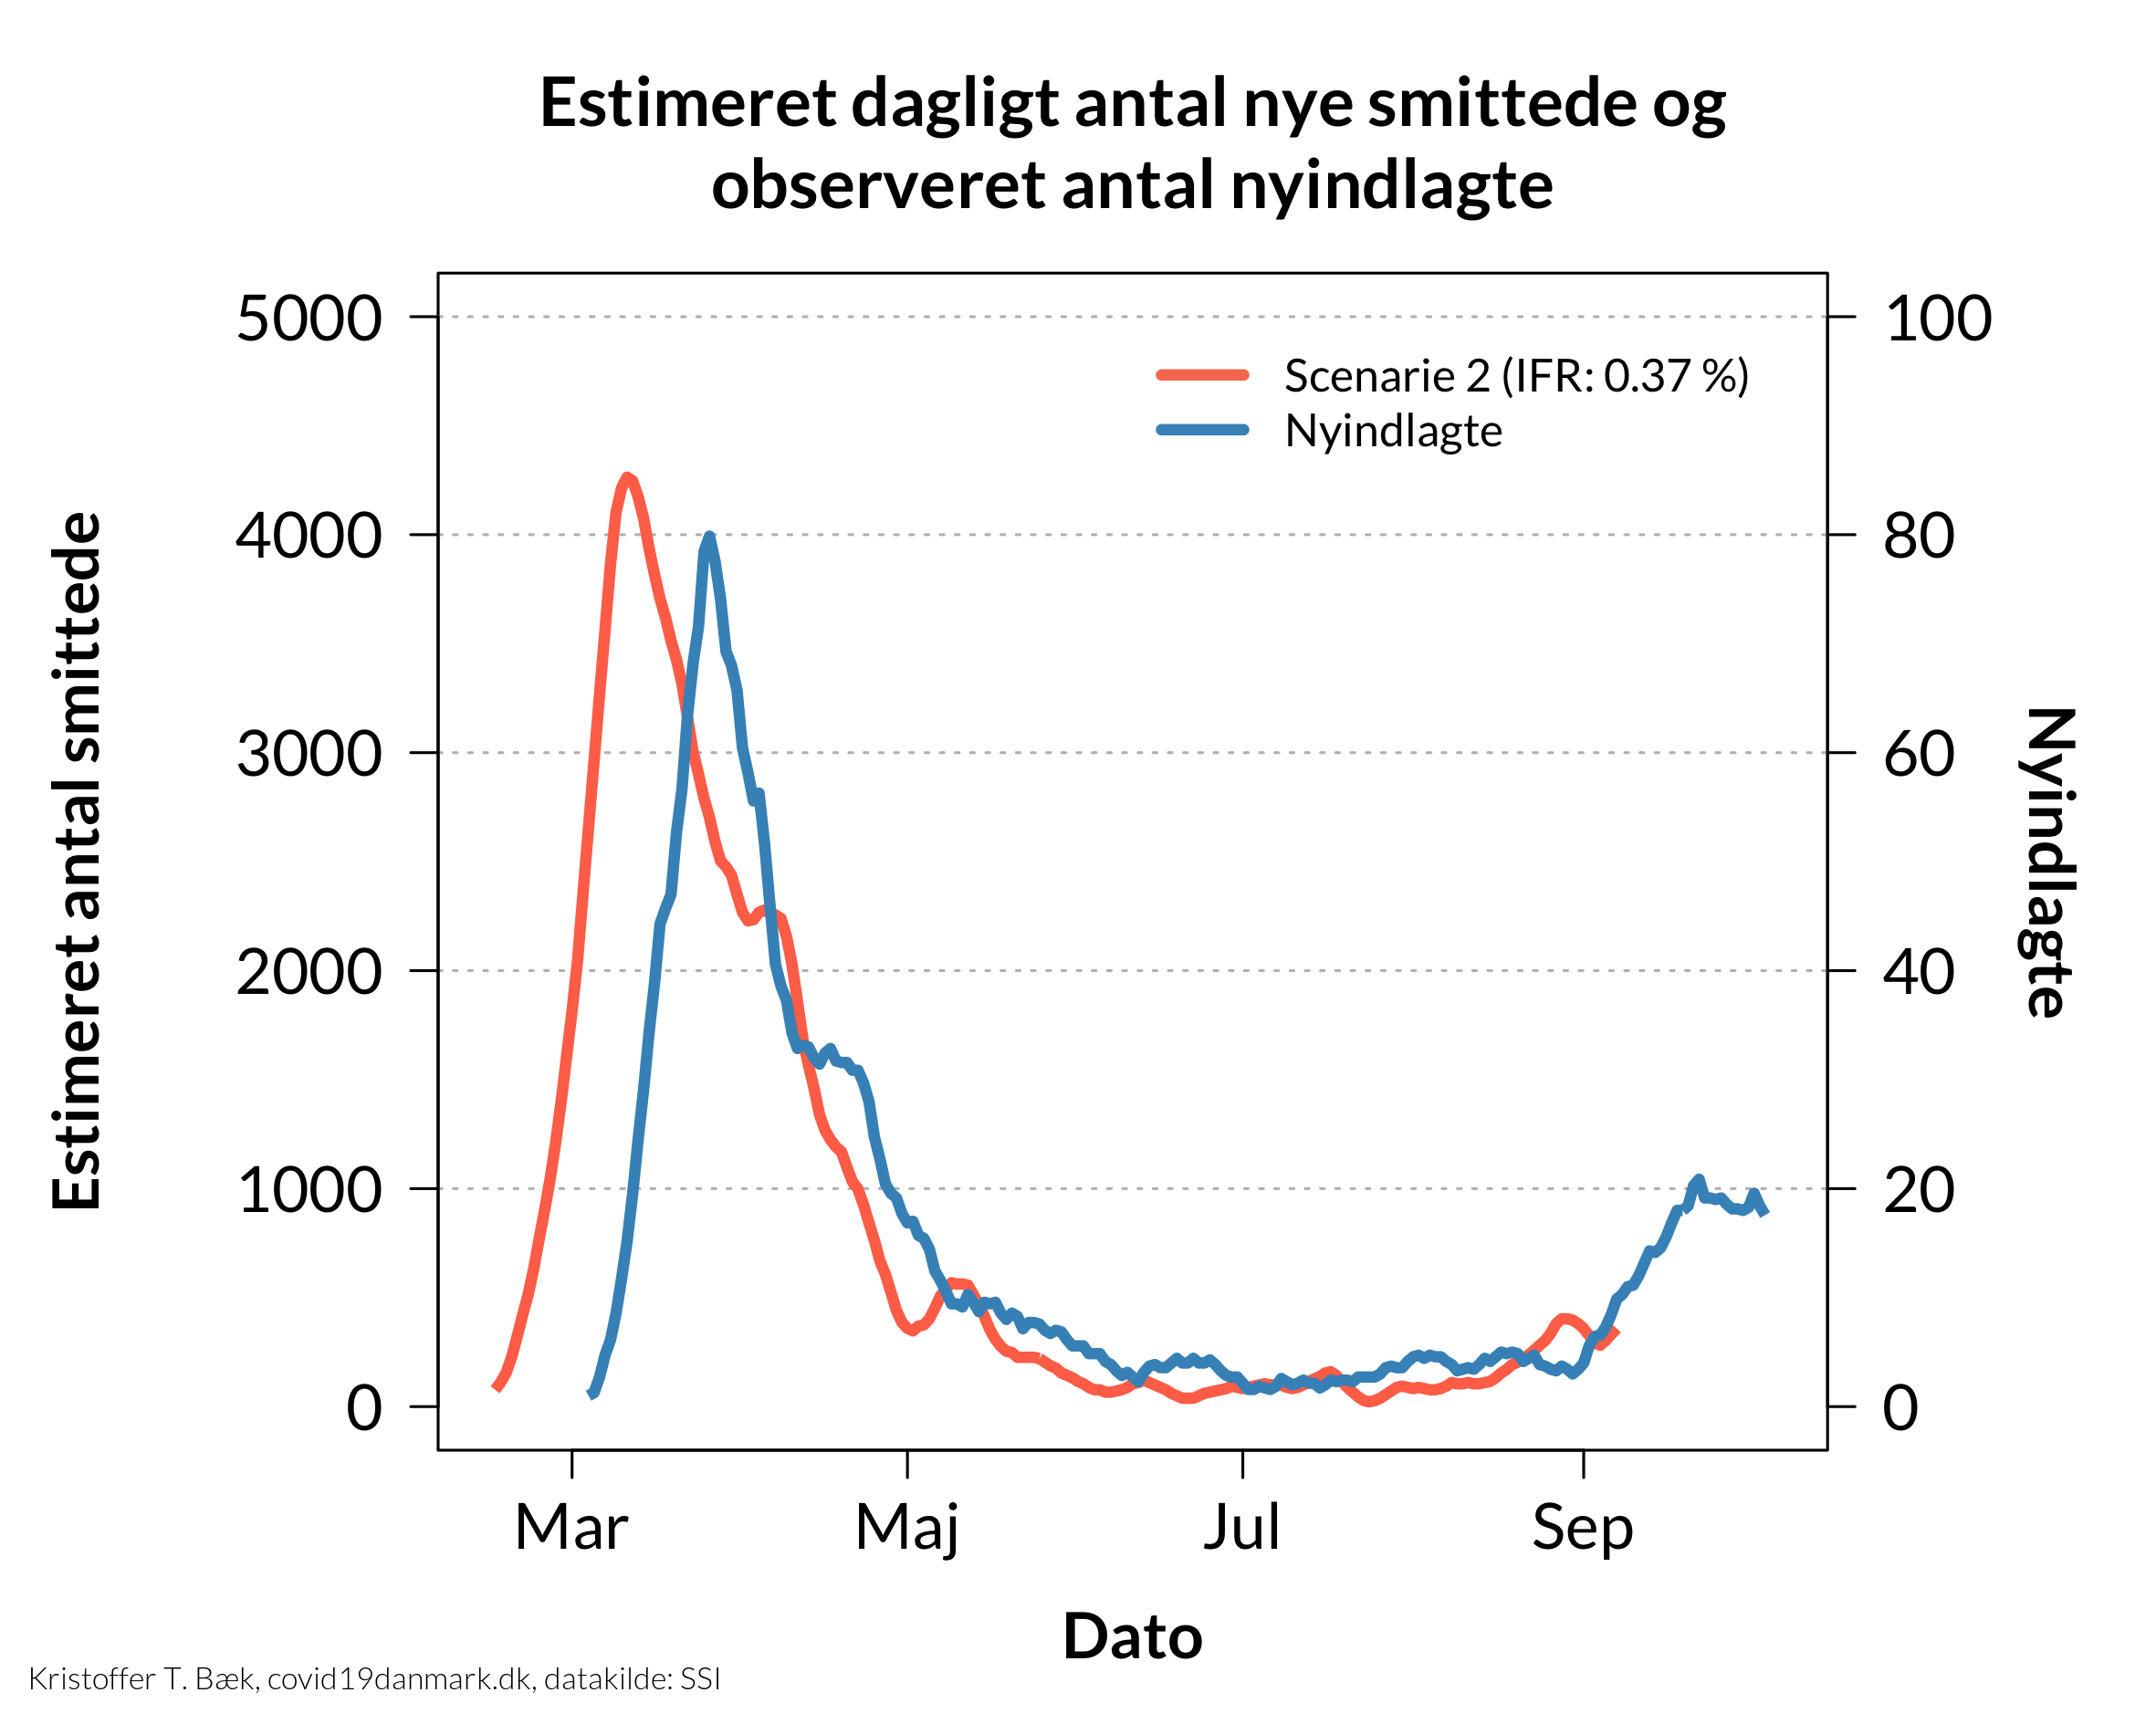 Estimeret dagligt antal nye smittede og
observeret antal nyindlagte
Estimeret antal smittede
5000
4000
3000
2000
1000
0
Scenarie 2 (IFR: 0.37 %)
Nyindlagte
100
80
60
40
20
0
Nyindlagte
Mar
Maj
Jul
Sep
Dato
Kristoffer T. Bæk, covid19danmark.dk, datakilde: SSI